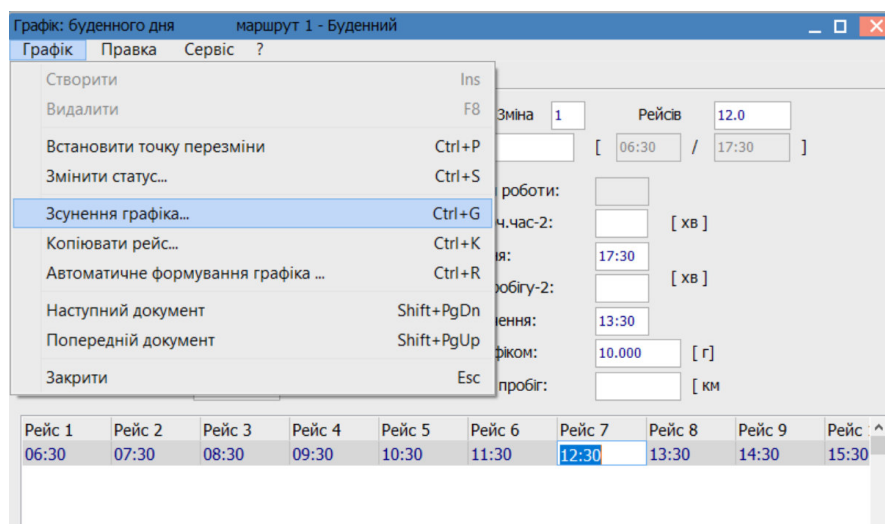 Графік: буденного дня маршрут 1 - Буденний
Графік Правка Сервіс ?
Створити Ins
Видалити F8
Встановити точку перезміни Ctrl+P
Змінити статус... Ctrl+S
Зсунення графіка... Ctrl+G
Копіювати рейс... Ctrl+K
Автоматичне формування графіка ... Ctrl+R
Наступний документ Shift+PgDn
Попередній документ Shift+PgUp
Закрити Esc
Зміна 1 Рейсів 12.0
[ 06:30 / 17:30 ]
роботи:
ч.час-2: [ хв ]
17:30
робігу-2: [ хв ]
13:30
10.000 [ г]
пробіг: [ км
Рейс 1 Рейс 2 Рейс 3 Рейс 4 Рейс 5 Рейс 6 Рейс 7 Рейс 8 Рейс 9 Рейс
06:30 07:30 08:30 09:30 10:30 11:30 12:30 13:30 14:30 15:30